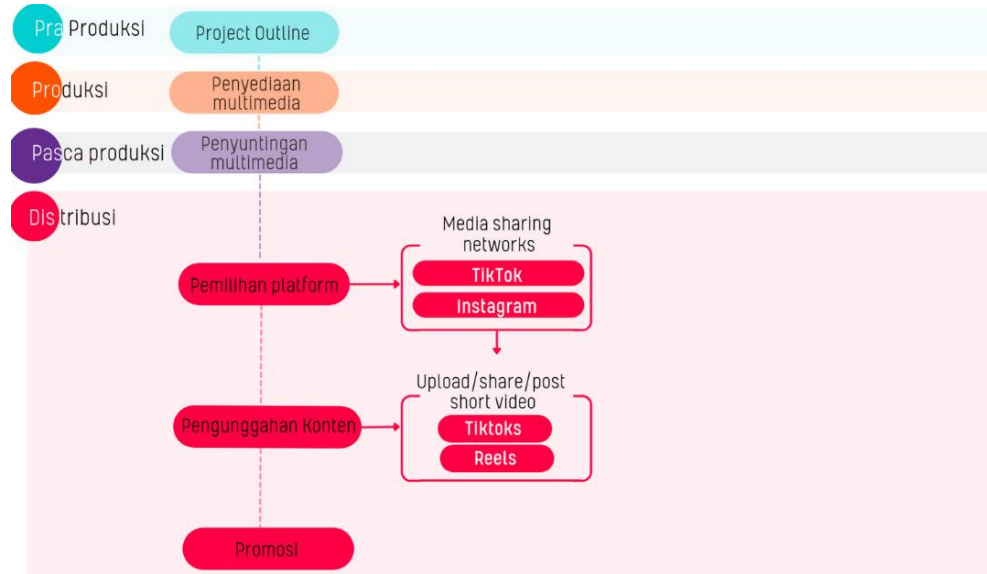 Pra Produksi
Project Outline
Produksi
Penyediaan
multimedia
Pasca produksi
Penyuntingan
multimedia
Distribusi
Media sharing
networks
Pemilihan platform
TikTok
Instagram
Upload/share/post
short video
Pengunggahan Konten
Tiktoks
Reels
Promosi